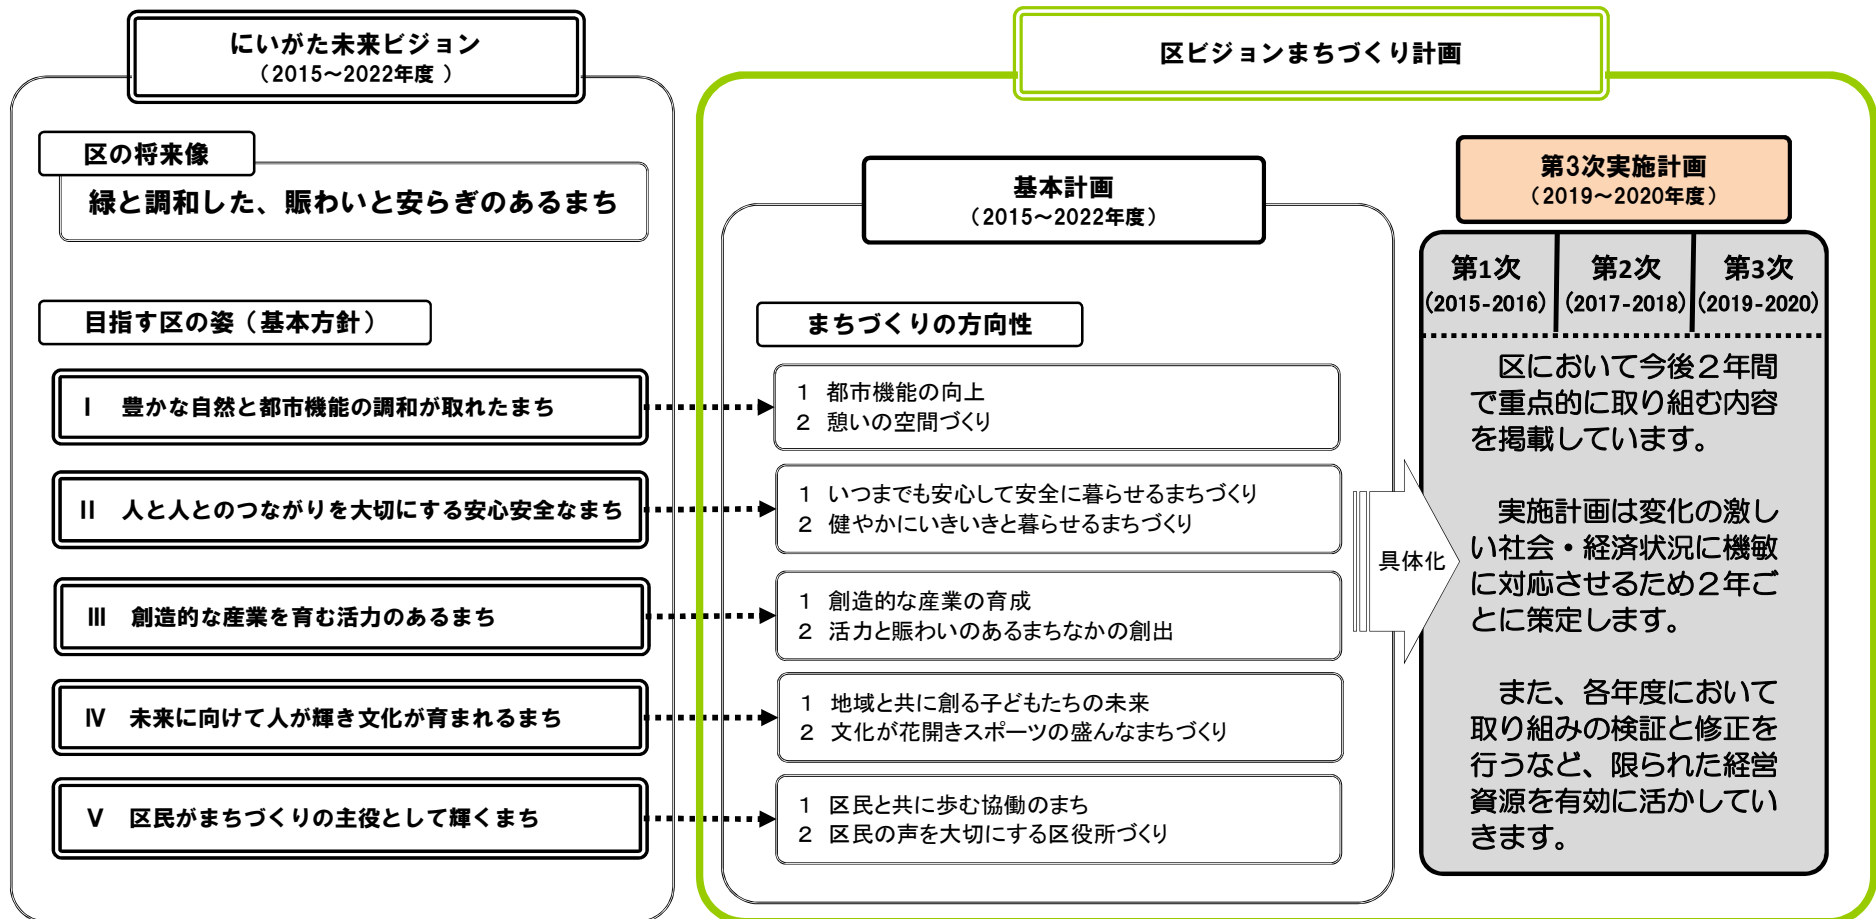 にいがた未来ビジョン
（2015～2022年度 ）
区の将来像
緑と調和した、賑わいと安らぎのあるまち
目指す区の姿（基本方針）
Ⅰ 豊かな自然と都市機能の調和が取れたまち
Ⅱ 人と人とのつながりを大切にする安心安全なまち
Ⅲ 創造的な産業を育む活力のあるまち
Ⅳ 未来に向けて人が輝き文化が育まれるまち
Ⅴ 区民がまちづくりの主役として輝くまち
区ビジョンまちづくり計画
基本計画
（2015～2022年度）
まちづくりの方向性
1 都市機能の向上
2 憩いの空間づくり
1 いつまでも安心して安全に暮らせるまちづくり
2 健やかにいきいきと暮らせるまちづくり
1 創造的な産業の育成
2 活力と賑わいのあるまちなかの創出
1 地域と共に創る子どもたちの未来
2 文化が花開きスポーツの盛んなまちづくり
1 区民と共に歩む協働のまち
2 区民の声を大切にする区役所づくり
具体化
第3次実施計画
（2019～2020年度）
第1次 第2次 第3次
(2015-2016) (2017-2018) (2019-2020)
区において今後２年間
で重点的に取り組む内容
を掲載しています。
実施計画は変化の激し
い社会・経済状況に機敏
に対応させるため２年ご
とに策定します。
また、各年度において
取り組みの検証と修正を
行うなど、限られた経営
資源を有効に活かしてい
きます。